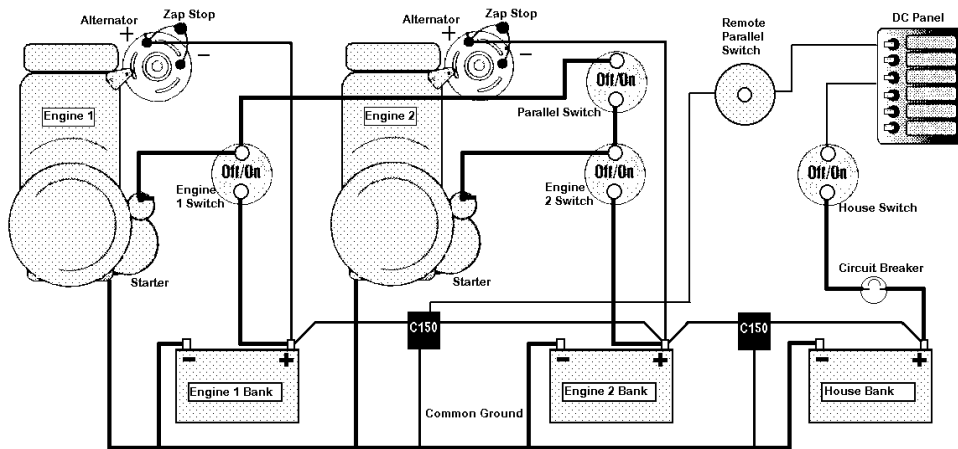 Alternator
+
Zap Stop
−
Engine 1
Alternator
+
Zap Stop
−
Engine 2
Off/On
Parallel Switch
Remote
Parallel
Switch
DC Panel
Off/On
Engine
1 Switch
Off/On
Engine
2 Switch
Off/On
House Switch
Starter
Starter
Circuit Breaker
C150
C150
− +
Engine 1 Bank
− +
Engine 2 Bank
− +
House Bank
Common Ground